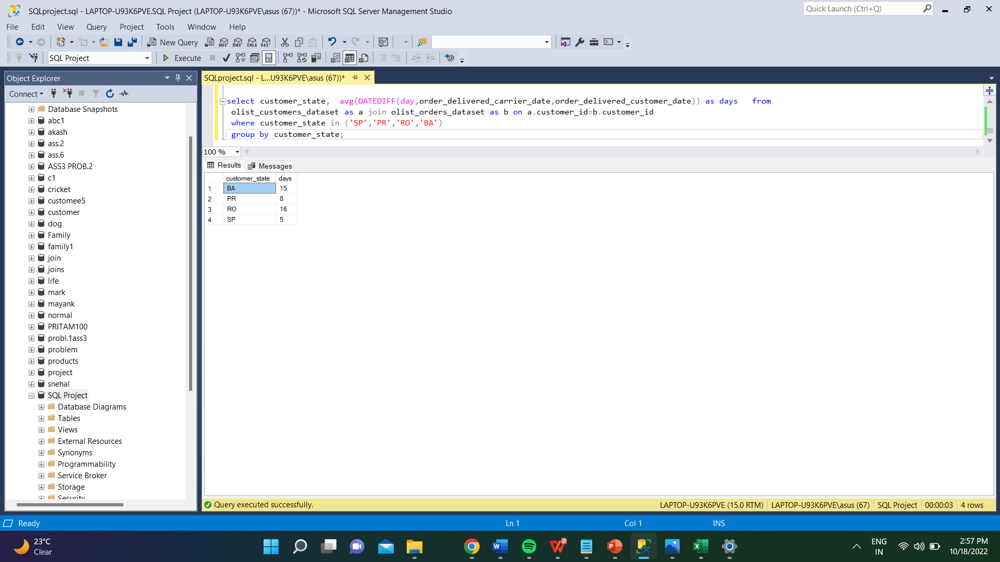 SQLproject.sql - LAPTOP-U93K6PVE.SQL Project (LAPTOP-U93K6PVE\asus (67))* - Microsoft SQL Server Management Studio
Quick Launch (Ctrl+Q)
File Edit View Query Project Tools Window Help
New Query MDX DMX XMLA DAX
SQL Project Execute
Object Explorer
SQLproject.sql - L...U93K6PVE\asus (67))*
Connect
Database Snapshots
abc1
akash
ass.2
ass.6
ASS3 PROB.2
c1
cricket
customee5
customer
dog
Family
family1
join
joins
life
mark
mayank
normal
PRITAM100
probl.1ass3
problem
products
project
snehal
SQL Project
Database Diagrams
Tables
Views
External Resources
Synonyms
Programmability
Service Broker
Storage
Security
select customer_state, avg(DATEDIFF(day,order_delivered_carrier_date,order_delivered_customer_date)) as days from
olist_customers_dataset as a join olist_orders_dataset as b on a.customer_id=b.customer_id
where customer_state in ('SP','PR','RO','BA')
group by customer_state;
100 %
Results Messages
customer_state days
1 BA 15
2 PR 8
3 RO 16
4 SP 5
Query executed successfully. LAPTOP-U93K6PVE (15.0 RTM) LAPTOP-U93K6PVE\asus (67) SQL Project 00:00:03 4 rows
Ready Ln 1 Col 1 INS
23°C
Clear
ENG
IN
2:57 PM
10/18/2022